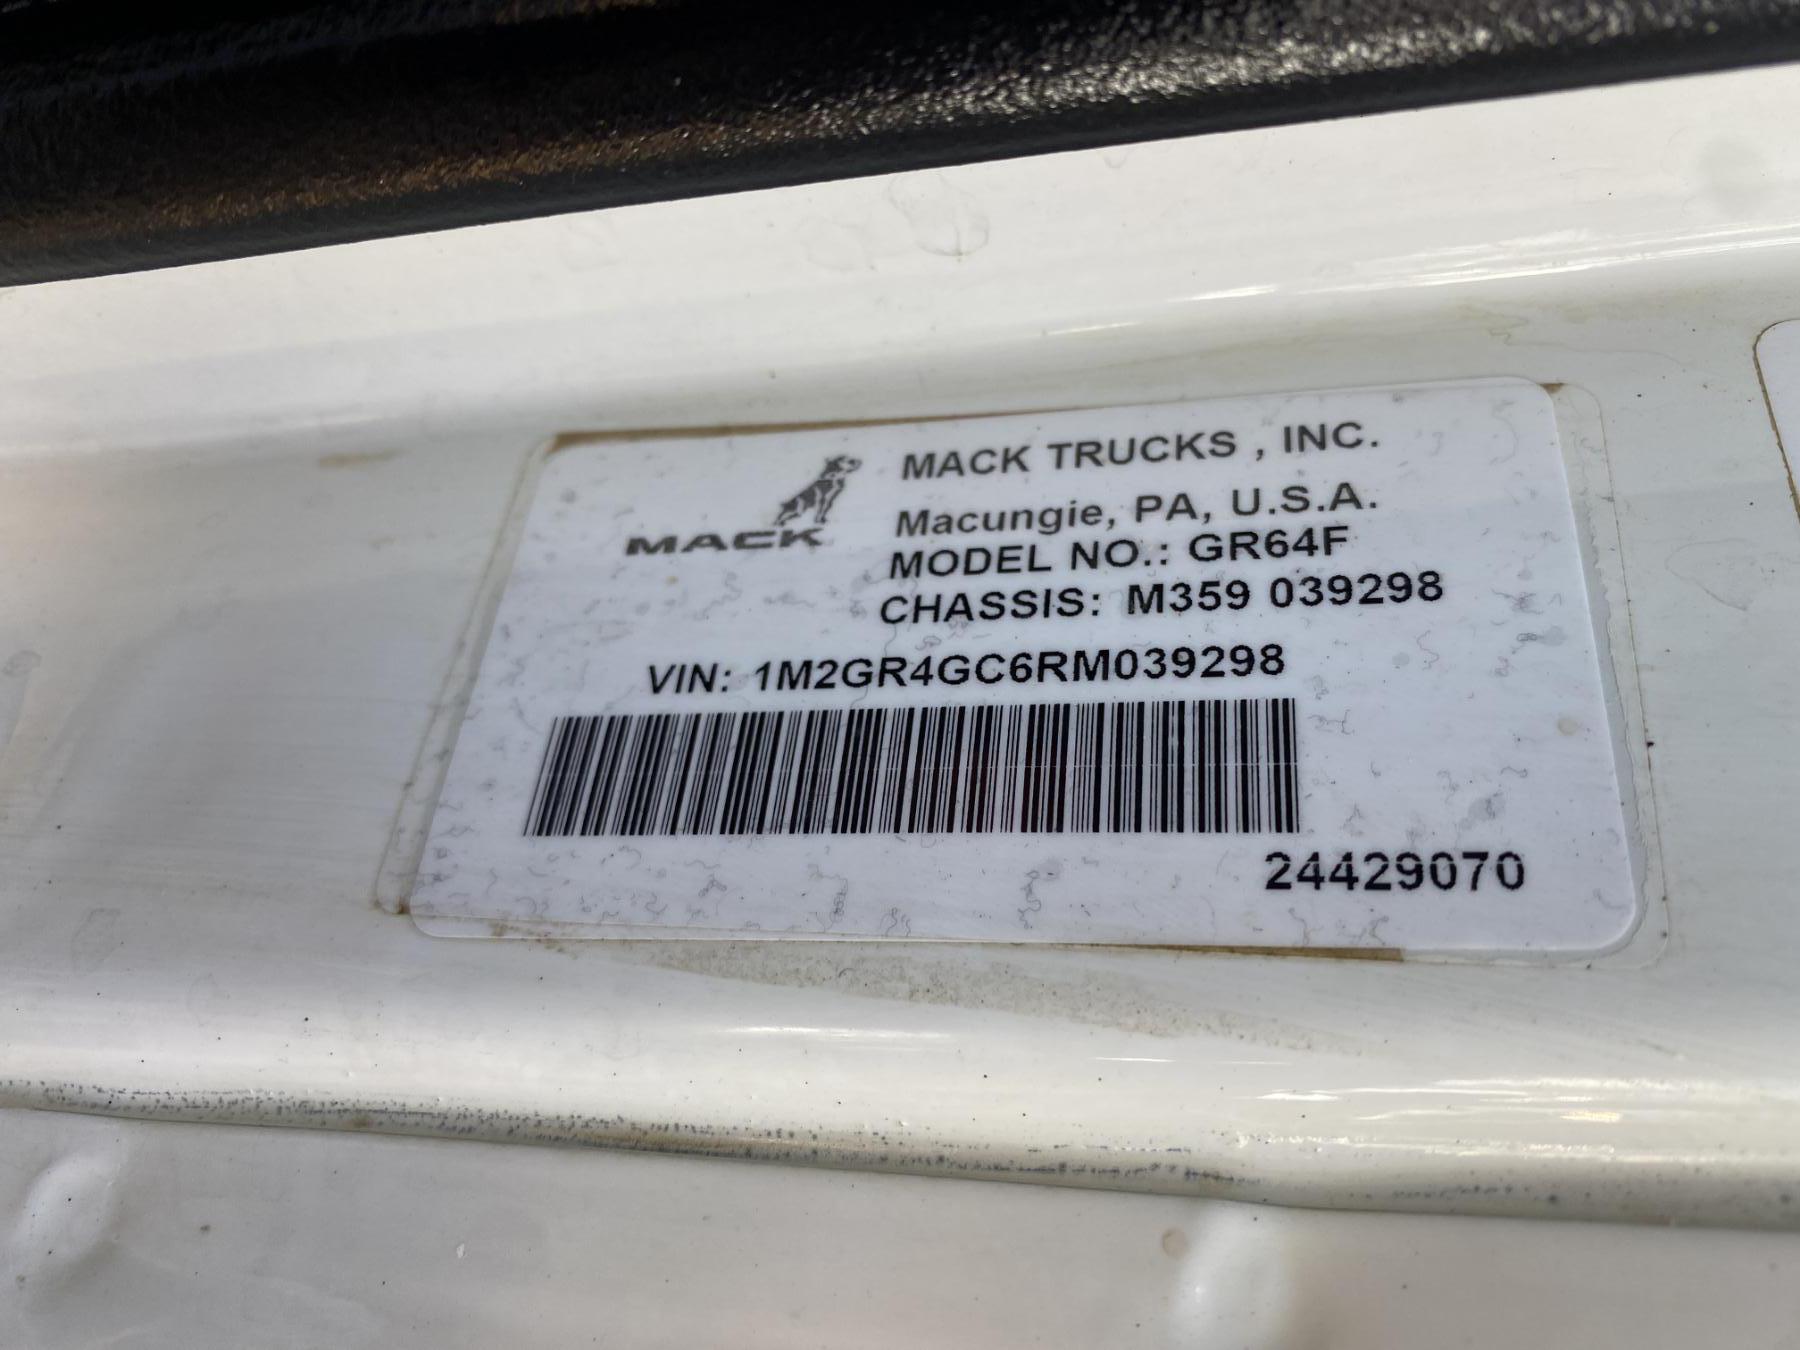 MACK TRUCKS , INC.
MACK
Macungie, PA, U.S.A.
MODEL NO.: GR64F
CHASSIS: M359 039298
VIN: 1M2GR4GC6RM039298
24429070